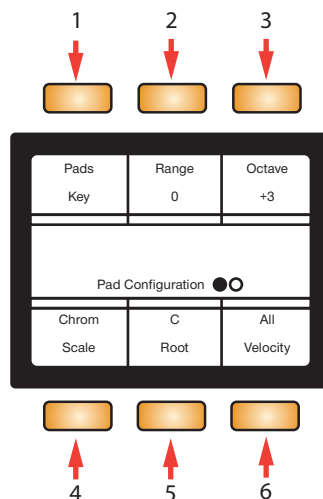 1 2 3
Pads Range Octave
Key 0 +3
Pad Configuration
Chrom C All
Scale Root Velocity
4 5 6